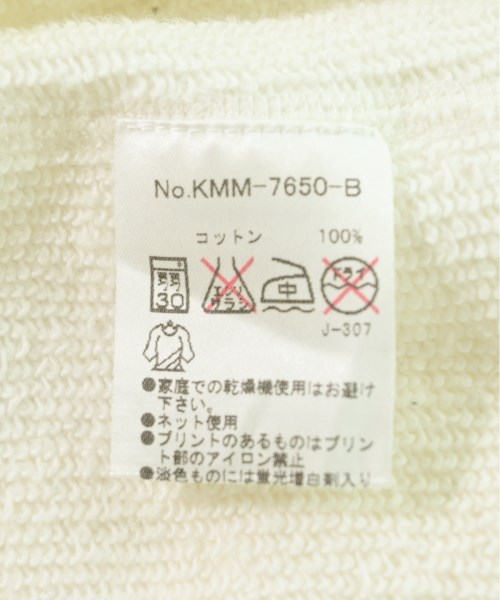 No.KMM-7650-B
コットン 100%
弱 30 エンソサラシ 中 ドライ
J-307
●家庭での乾燥機使用はお避け
下さい。
●ネット使用
●プリントのあるものはプリン
ト部のアイロン禁止
●淡色ものには蛍光増白剤入り